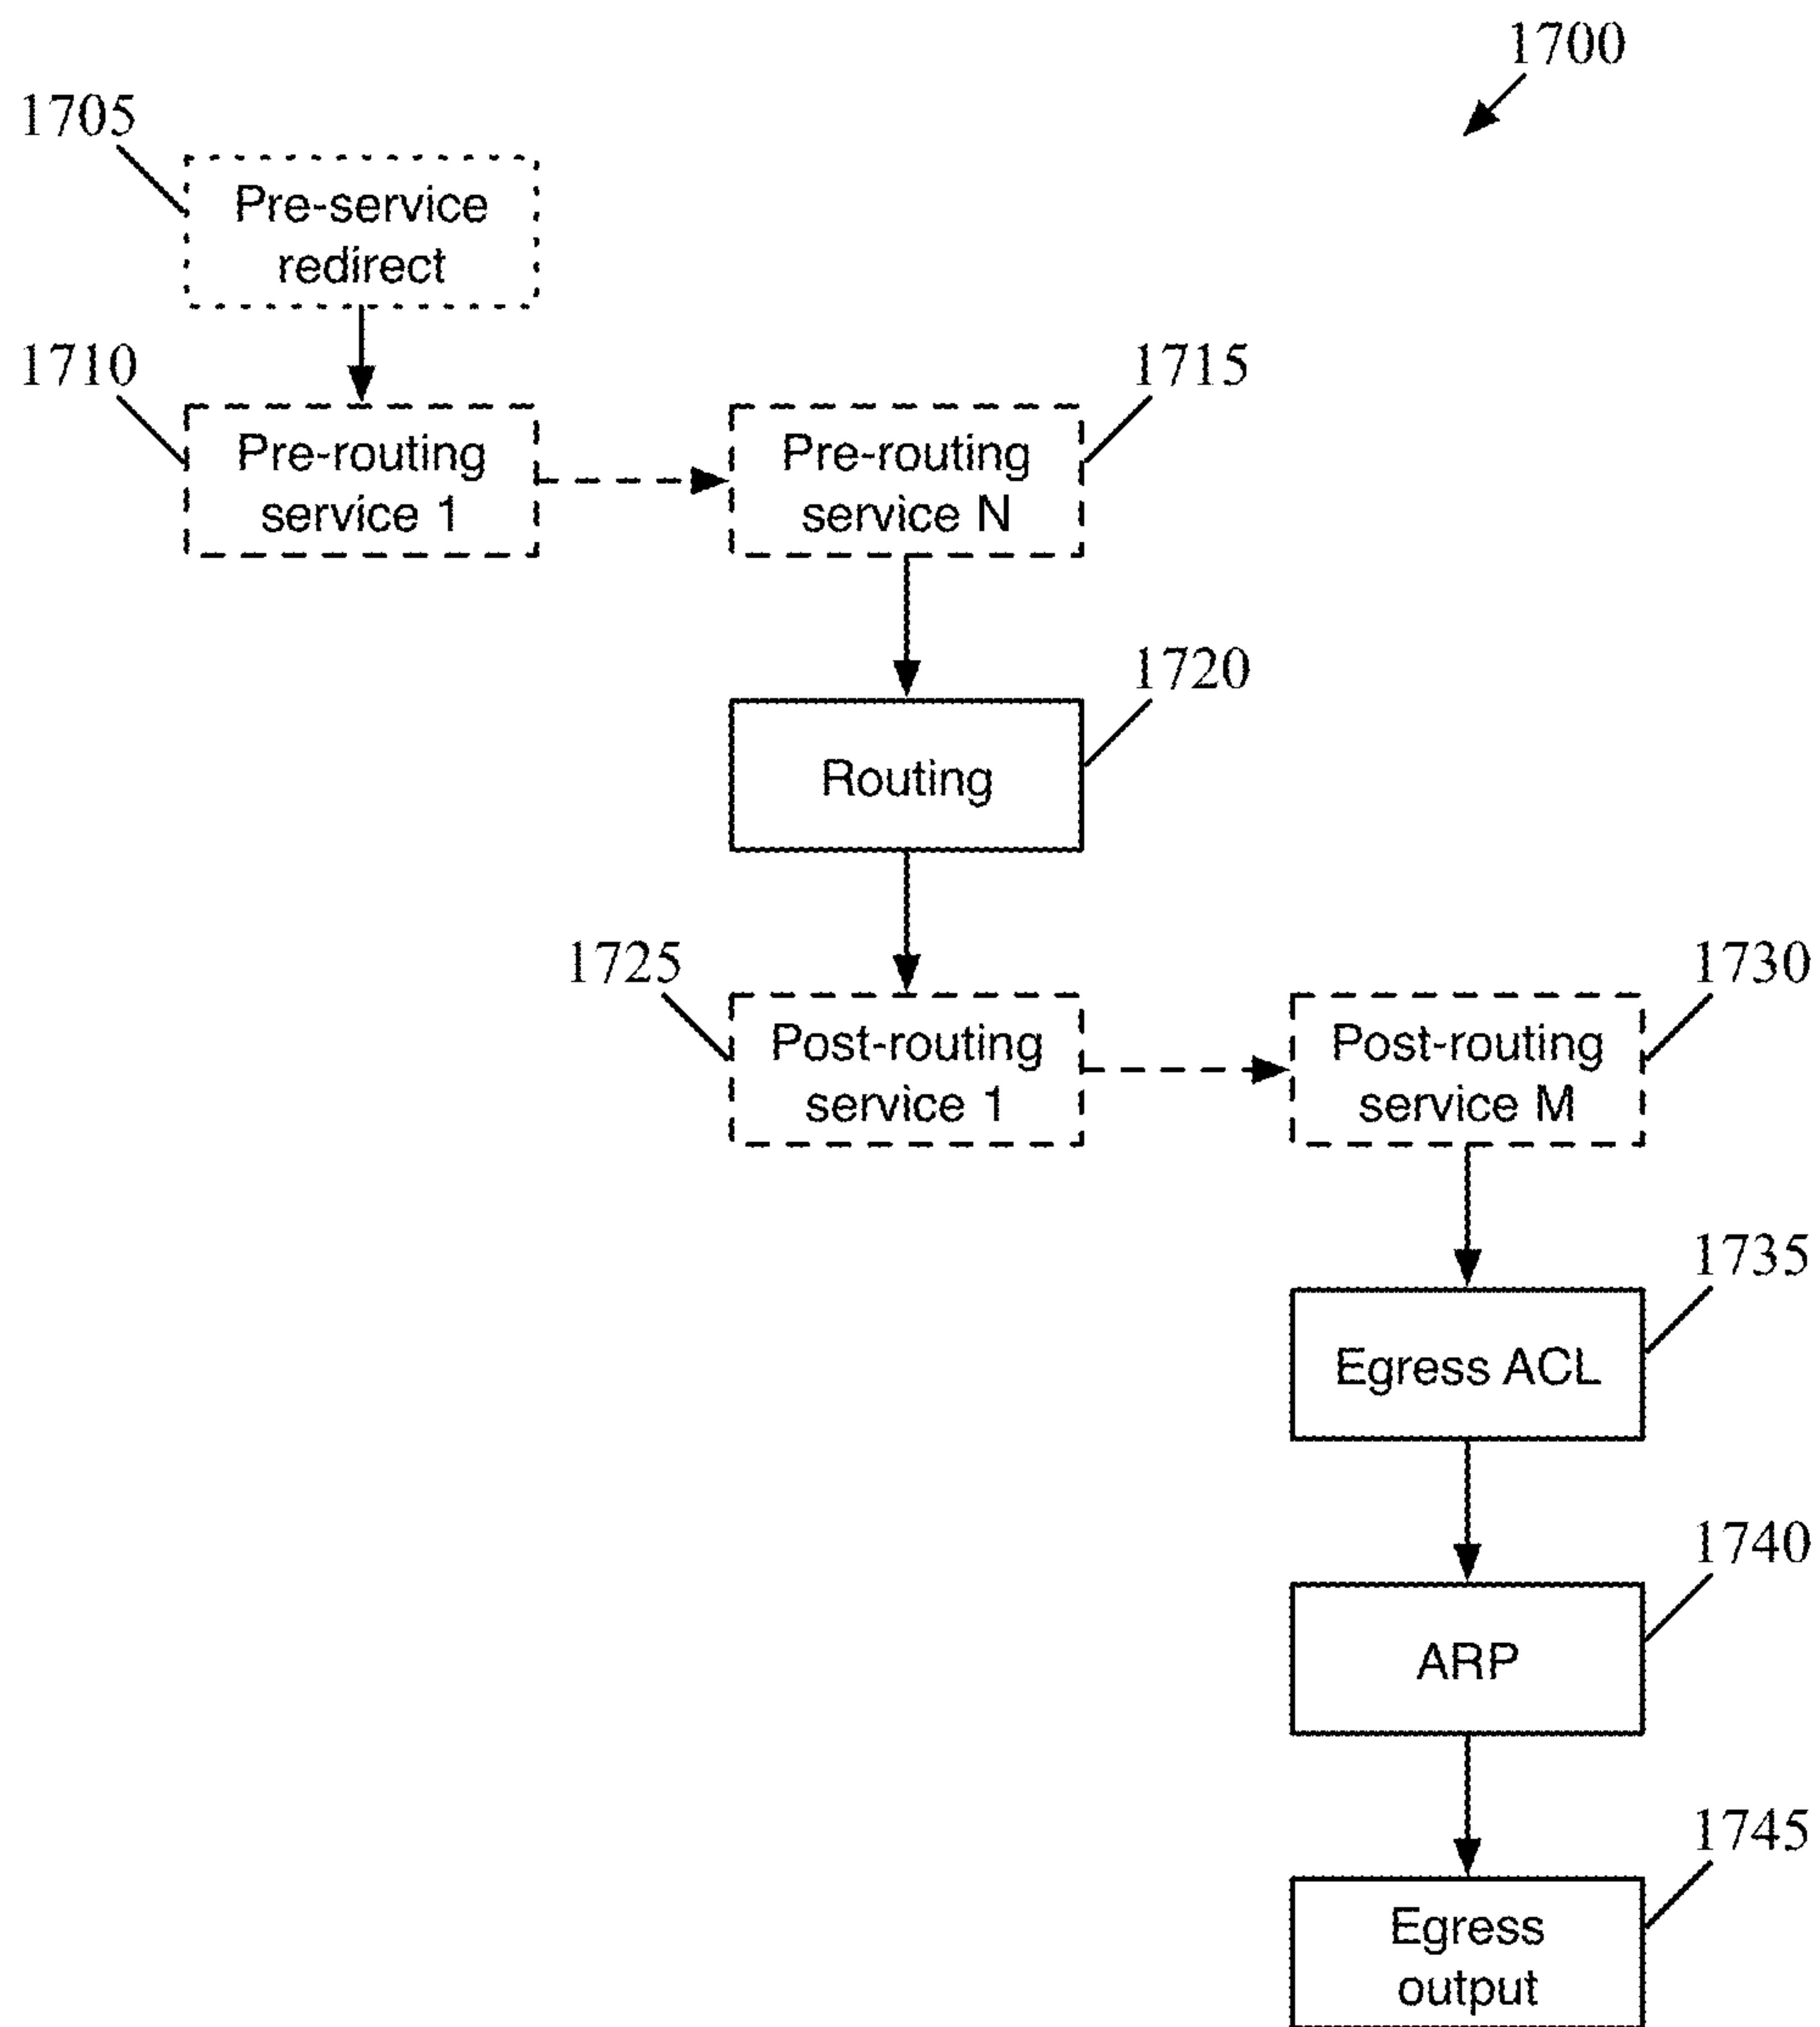 1700
1705
Pre-service
redirect
1710
Pre-routing
service 1
1715
Pre-routing
service N
1720
Routing
1725
Post-routing
service 1
1730
Post-routing
service M
1735
Egress ACL
1740
ARP
1745
Egress
output